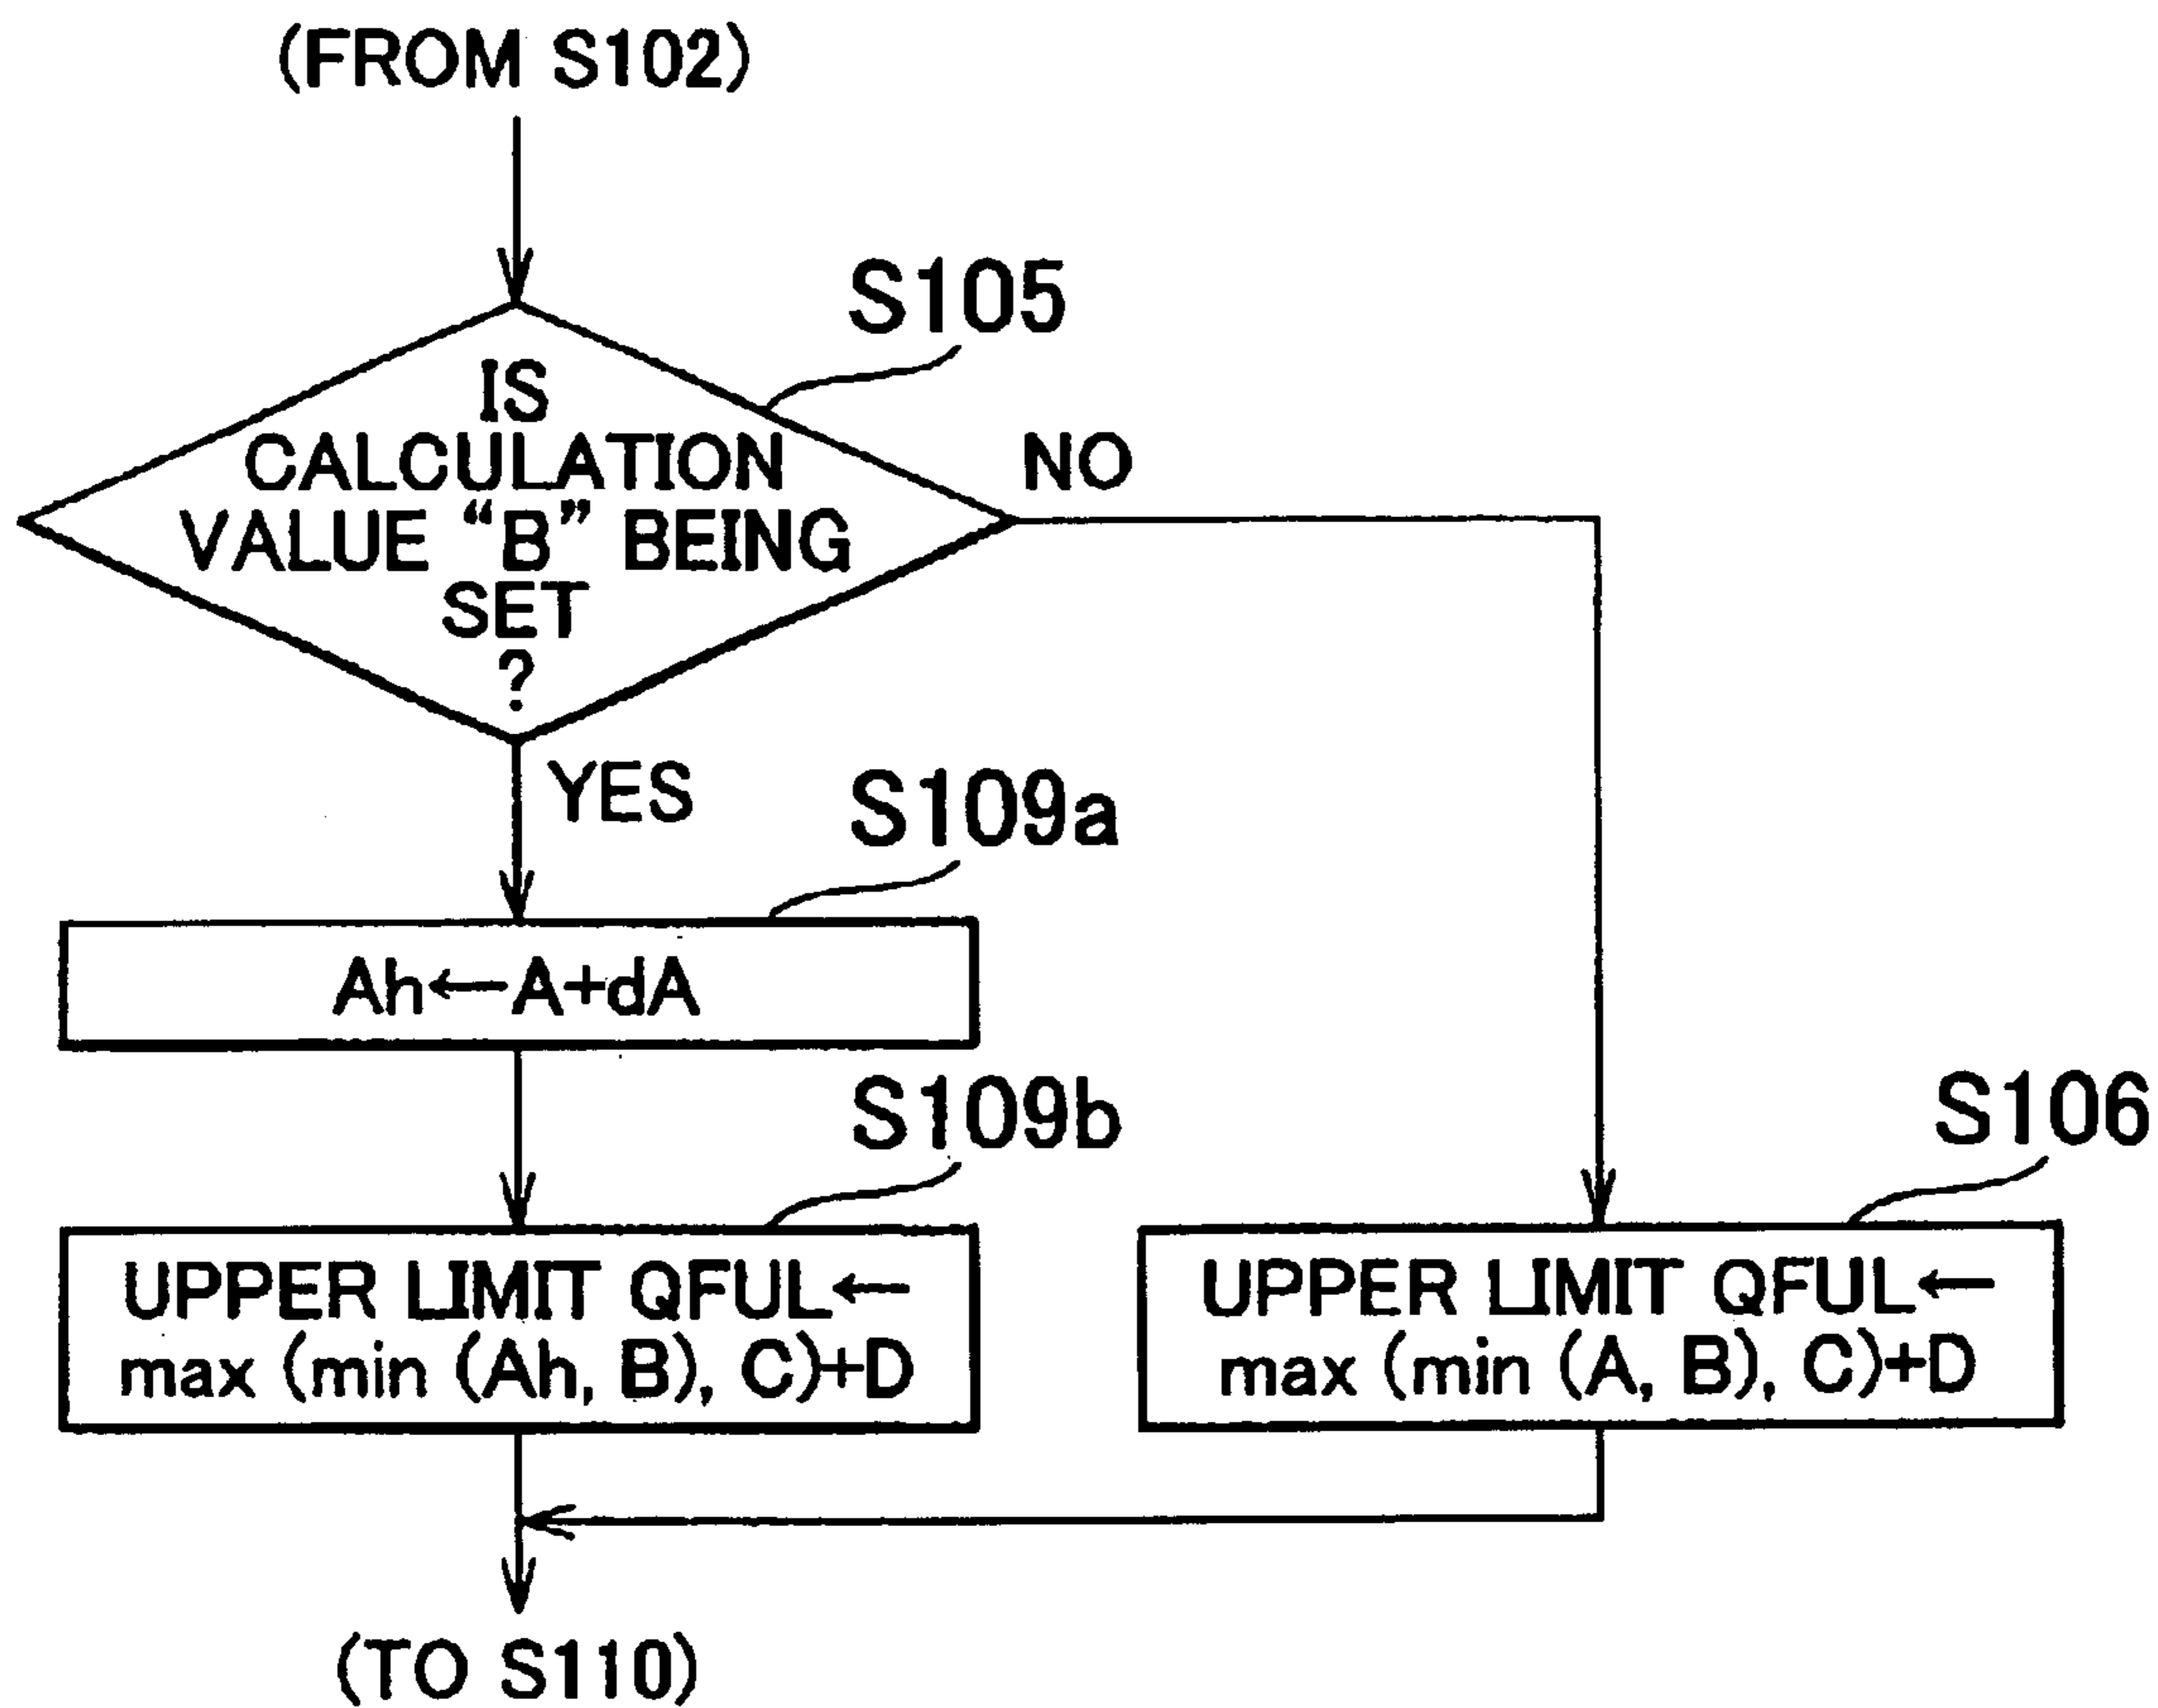 (FROM S102)
S105
IS
CALCULATION
VALUE “B” BEING
SET
?
NO
YES
S109a
Ah←A+dA
S109b
UPPER LIMIT QFUL←
max (min (Ah, B), C)+D
S106
UPPER LIMIT QFUL←
max (min (A, B), C)+D
(TO S110)